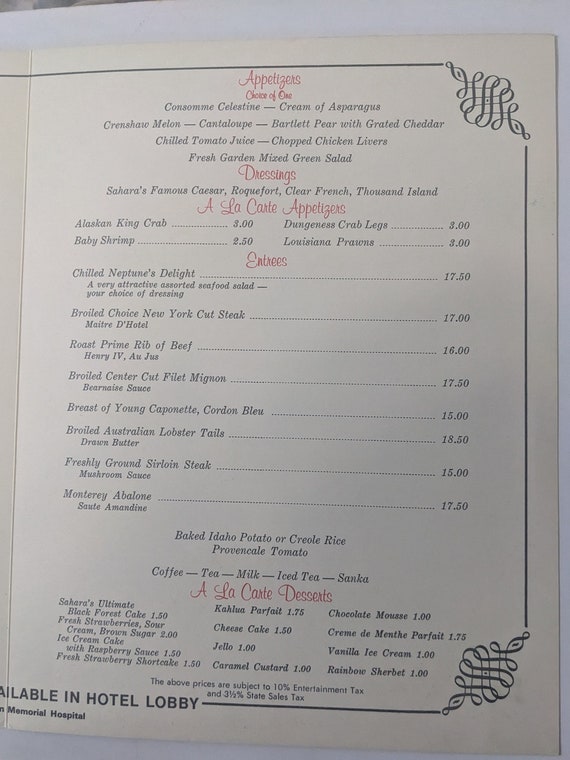 Appetizers
Choice of One
Consomme Celestine — Cream of Asparagus
Crenshaw Melon — Cantaloupe — Bartlett Pear with Grated Cheddar
Chilled Tomato Juice — Chopped Chicken Livers
Fresh Garden Mixed Green Salad
Dressings
Sahara's Famous Caesar, Roquefort, Clear French, Thousand Island
A La Carte Appetizers
Alaskan King Crab 3.00 Dungeness Crab Legs 3.00
Baby Shrimp 2.50 Louisiana Prawns 3.00
Entrees
Chilled Neptune's Delight 17.50
A very attractive assorted seafood salad —
your choice of dressing
Broiled Choice New York Cut Steak 17.00
Maitre D'Hotel
Roast Prime Rib of Beef 16.00
Henry IV, Au Jus
Broiled Center Cut Filet Mignon 17.50
Bearnaise Sauce
Breast of Young Caponette, Cordon Bleu 15.00
Broiled Australian Lobster Tails 18.50
Drawn Butter
Freshly Ground Sirloin Steak 15.00
Mushroom Sauce
Monterey Abalone 17.50
Saute Amandine
Baked Idaho Potato or Creole Rice
Provencale Tomato
Coffee — Tea — Milk — Iced Tea — Sanka
A La Carte Desserts
Sahara's Ultimate
Black Forest Cake 1.50
Fresh Strawberries, Sour
Cream, Brown Sugar 2.00
Ice Cream Cake
with Raspberry Sauce 1.50
Fresh Strawberry Shortcake 1.50
Kahlua Parfait 1.75
Cheese Cake 1.50
Jello 1.00
Caramel Custard 1.00
Chocolate Mousse 1.00
Creme de Menthe Parfait 1.75
Vanilla Ice Cream 1.00
Rainbow Sherbet 1.00
The above prices are subject to 10% Entertainment Tax
and 3½% State Sales Tax
AILABLE IN HOTEL LOBBY
n Memorial Hospital